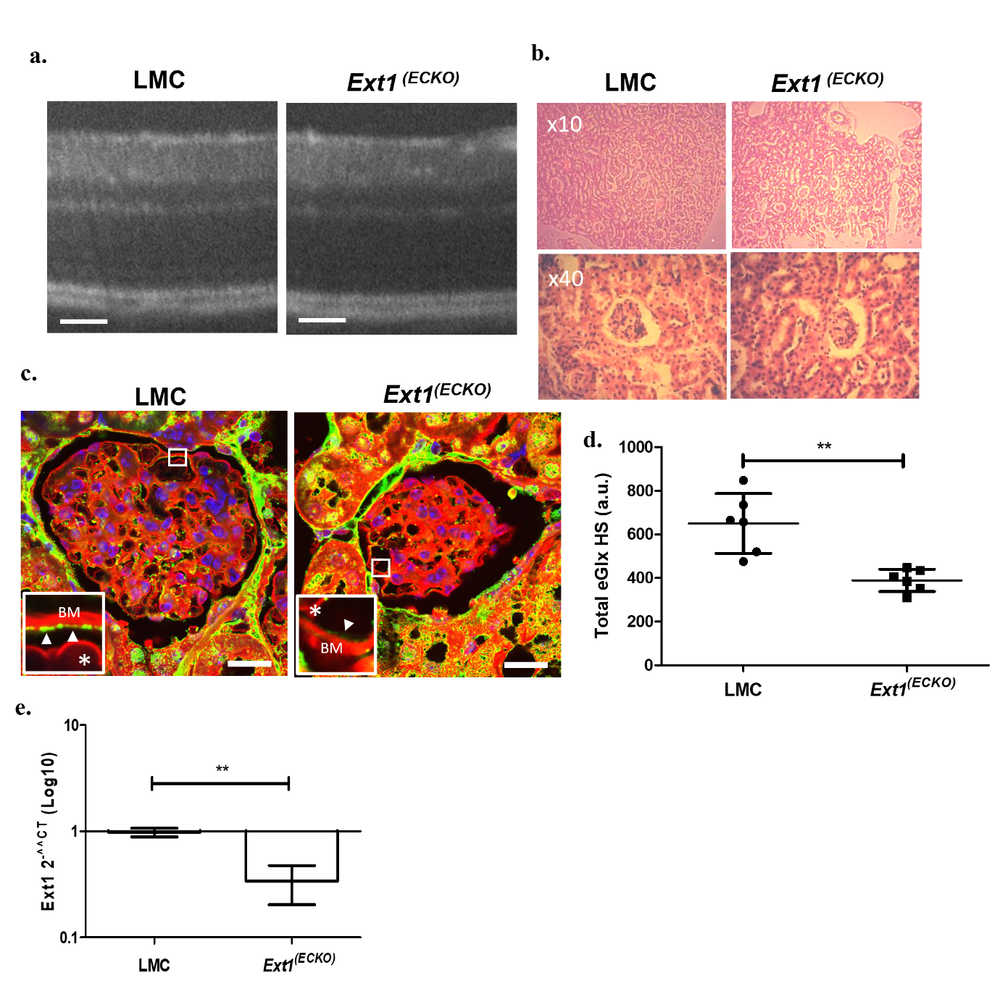 a.
LMC
Ext1 (ECKO)
b.
LMC
Ext1 (ECKO)
x10
x40
c.
LMC
Ext1(ECKO)
BM
*
*
BM
d.
**
1000
800
600
400
200
0
Total eGlx HS (a.u.)
LMC
Ext1(ECKO)
e.
**
10
1
0.1
Ext1 2-^^CT (Log10)
LMC
Ext1(ECKO)